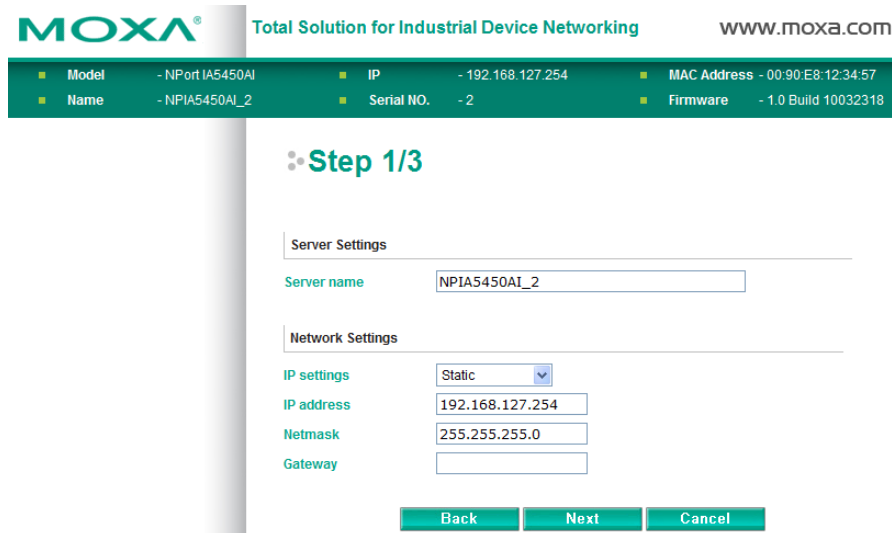 MOXA® Total Solution for Industrial Device Networking www.moxa.com
Model - NPort IA5450AI IP - 192.168.127.254 MAC Address - 00:90:E8:12:34:57
Name - NPIA5450AI_2 Serial NO. - 2 Firmware - 1.0 Build 10032318
Step 1/3
Server Settings
Server name NPIA5450AI_2
Network Settings
IP settings Static
IP address 192.168.127.254
Netmask 255.255.255.0
Gateway
Back Next Cancel